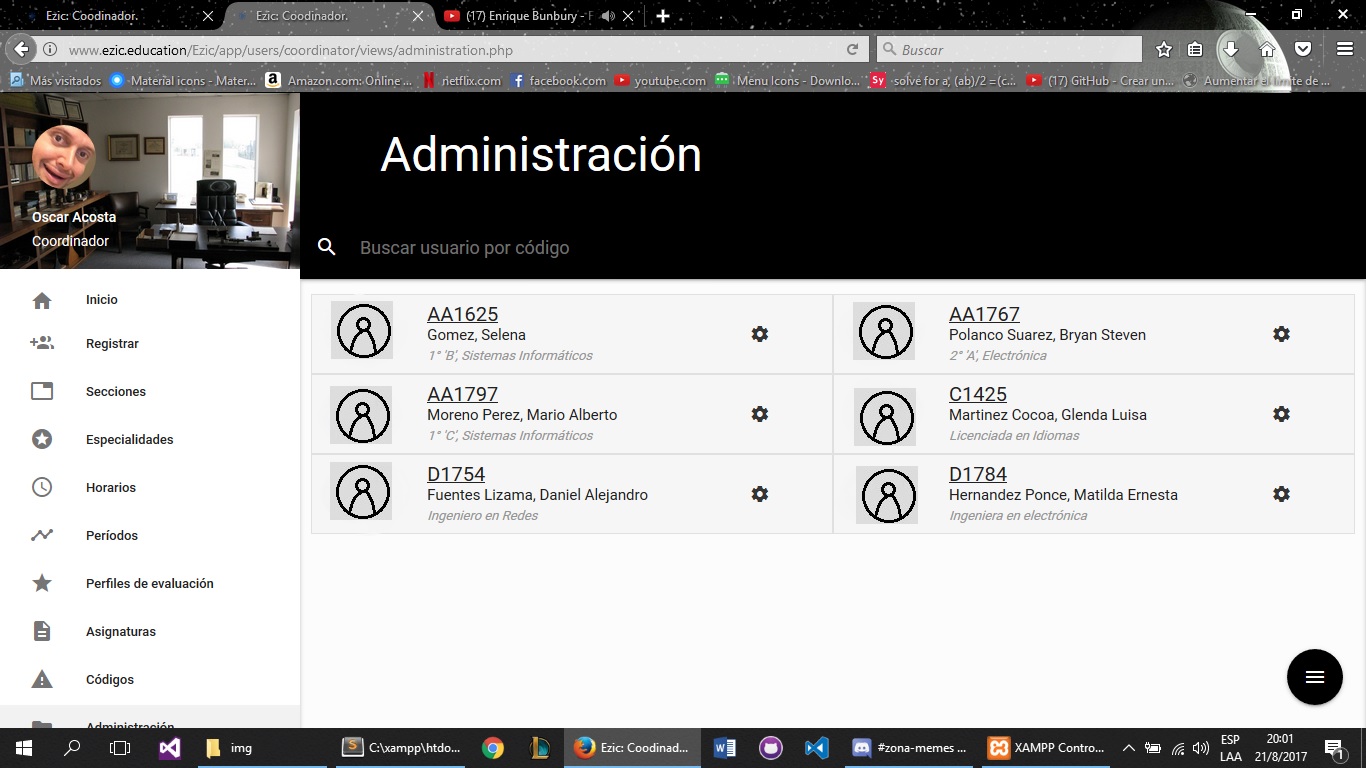 Ezic: Coodinador.
Ezic: Coodinador.
(17) Enrique Bunbury - F
www.ezic.education/Ezic/app/users/coordinator/views/administration.php
Buscar
Más visitados
Material icons - Mater...
Amazon.com: Online ...
netflix.com
facebook.com
youtube.com
Menu Icons - Downlo...
Sy
solve for a, (ab)/2 =(c...
(17) GitHub - Crear un...
Aumentar el límite de ...
Oscar Acosta
Coordinador
Inicio
Registrar
Secciones
Especialidades
Horarios
Períodos
Perfiles de evaluación
Asignaturas
Códigos
Administración
Administración
Buscar usuario por código
AA1625
Gomez, Selena
1° 'B', Sistemas Informáticos
AA1767
Polanco Suarez, Bryan Steven
2° 'A', Electrónica
AA1797
Moreno Perez, Mario Alberto
1° 'C', Sistemas Informáticos
C1425
Martinez Cocoa, Glenda Luisa
Licenciada en Idiomas
D1754
Fuentes Lizama, Daniel Alejandro
Ingeniero en Redes
D1784
Hernandez Ponce, Matilda Ernesta
Ingeniera en electrónica
img
C:\xampp\htdo...
Ezic: Coodinad...
#zona-memes ...
XAMPP Contro...
ESP
LAA
20:01
21/8/2017
1